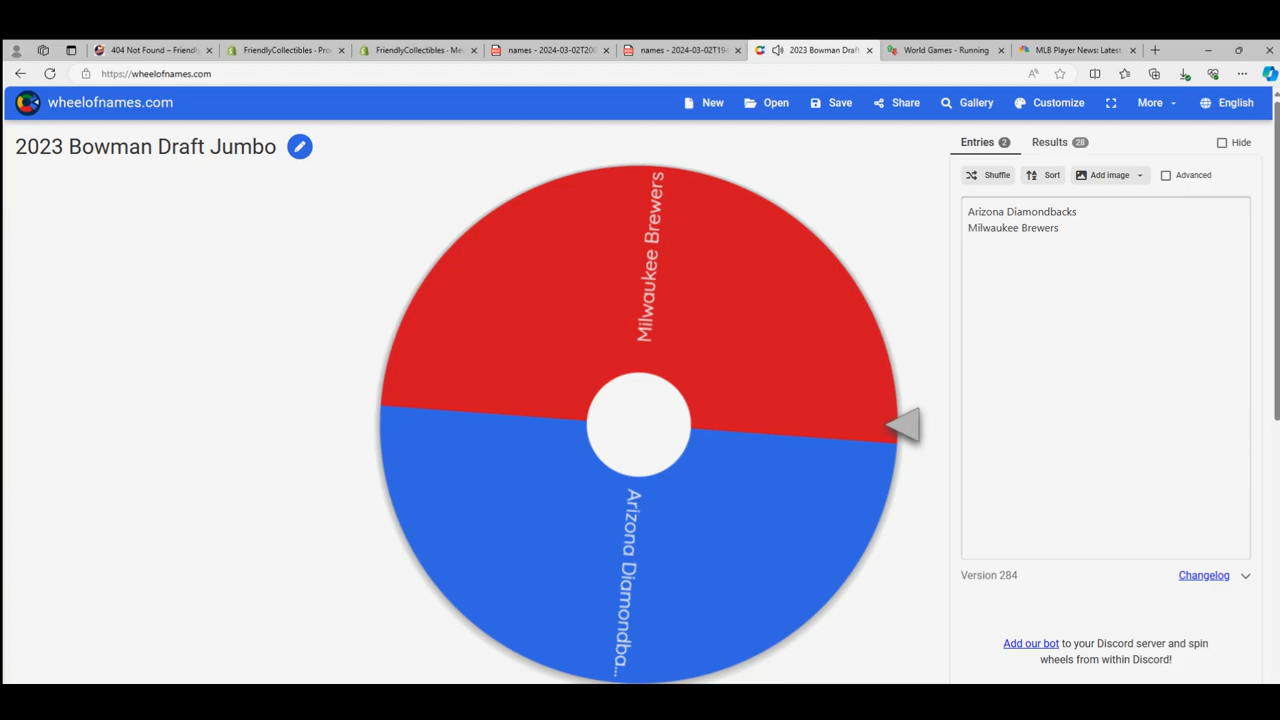 404 Not Found – Friendly
FriendlyCollectibles · Pro
FriendlyCollectibles · Me
names - 2024-03-02T20
names - 2024-03-02T194
2023 Bowman Draft
World Games - Running
MLB Player News: Latest
https://wheelofnames.com
wheelofnames.com
New
Open
Save
Share
Gallery
Customize
More
English
2023 Bowman Draft Jumbo
Entries 2
Results 28
Hide
Shuffle
Sort
Add image
Advanced
Arizona Diamondbacks
Milwaukee Brewers
Milwaukee Brewers
Arizona Diamondba...
Version 284
Changelog
Add our bot to your Discord server and spin
wheels from within Discord!